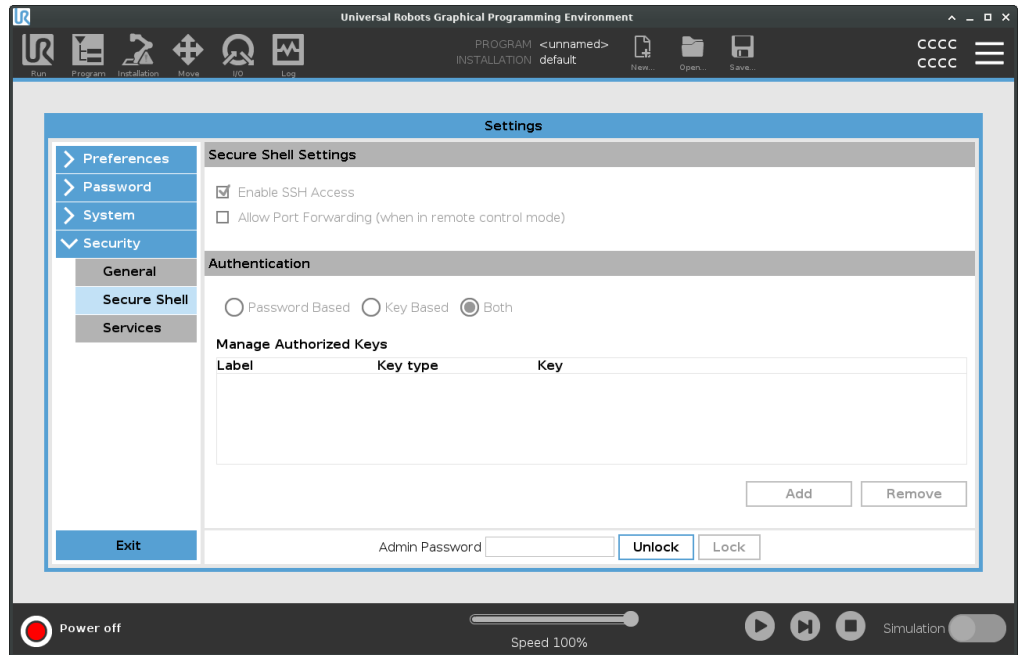 Universal Robots Graphical Programming Environment
UR
Run
Program
Installation
Move
I/O
Log
PROGRAM <unnamed>
INSTALLATION default
New...
Open...
Save...
CCCC
CCCC
Settings
Preferences
Password
System
Security
General
Secure Shell
Services
Exit
Secure Shell Settings
Enable SSH Access
Allow Port Forwarding (when in remote control mode)
Authentication
Password Based Key Based Both
Manage Authorized Keys
Label Key type Key
Add Remove
Admin Password Unlock Lock
Power off
Speed 100%
Simulation